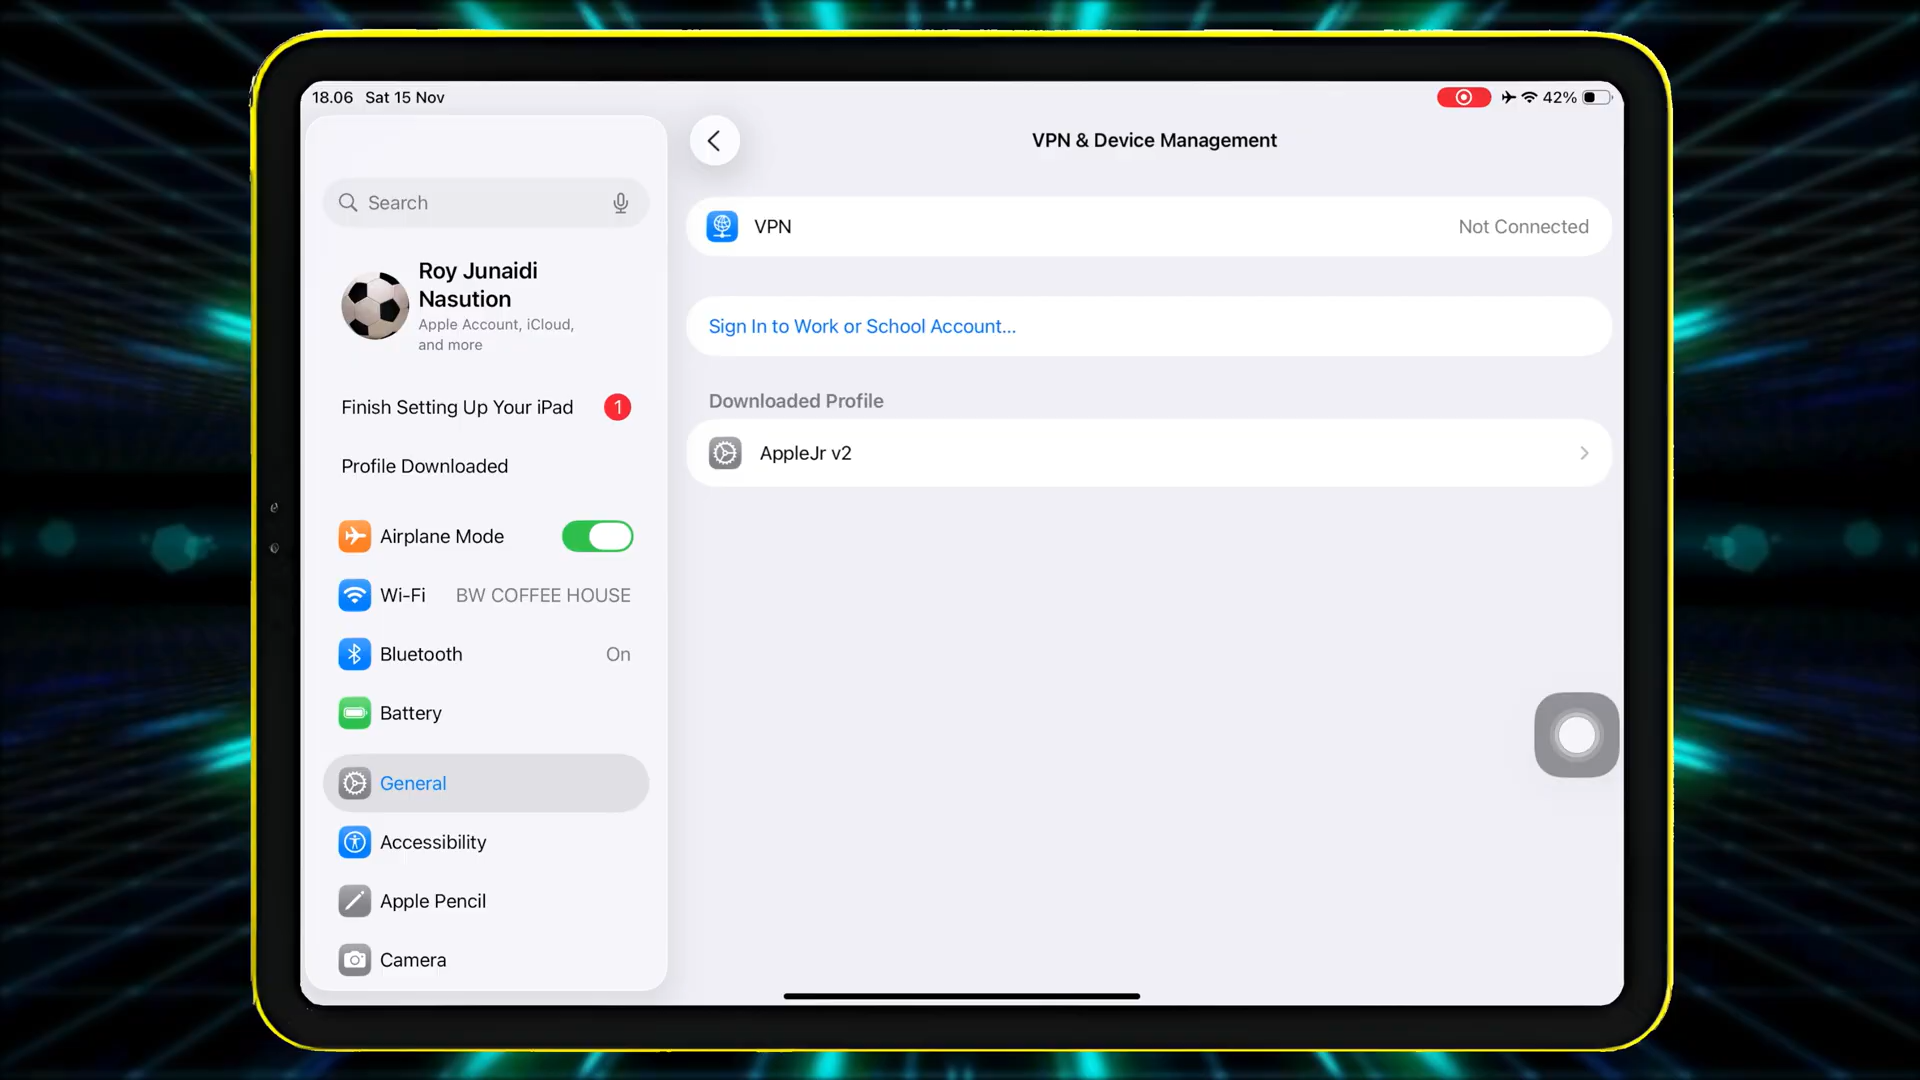 18.06 Sat 15 Nov
42%
Search
Roy Junaidi
Nasution
Apple Account, iCloud,
and more
Finish Setting Up Your iPad 1
Profile Downloaded
Airplane Mode
Wi-Fi BW COFFEE HOUSE
Bluetooth On
Battery
General
Accessibility
Apple Pencil
Camera
VPN & Device Management
VPN Not Connected
Sign In to Work or School Account...
Downloaded Profile
AppleJr v2